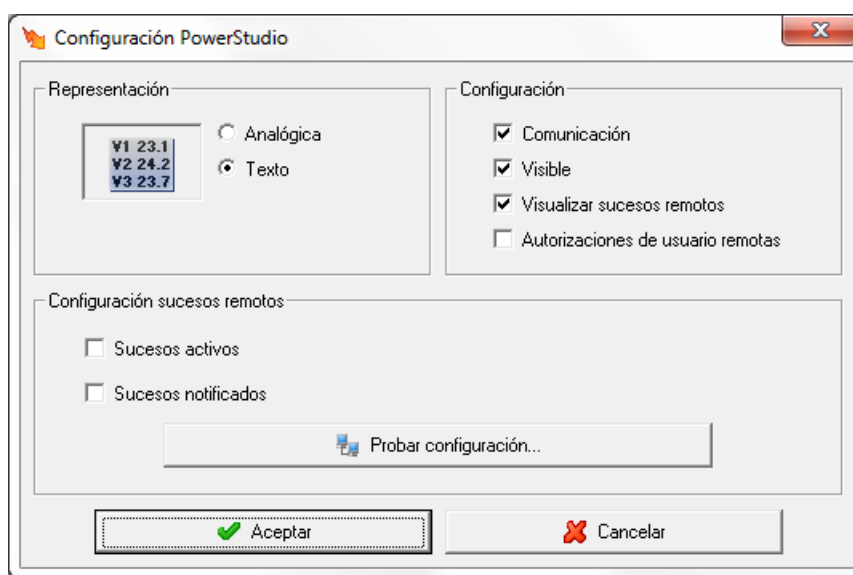 Configuración PowerStudio
Representación
V1 23.1
V2 24.2
V3 23.7
Analógica
Texto
Configuración
Comunicación
Visible
Visualizar sucesos remotos
Autorizaciones de usuario remotas
Configuración sucesos remotos
Sucesos activos
Sucesos notificados
Probar configuración...
Aceptar
Cancelar